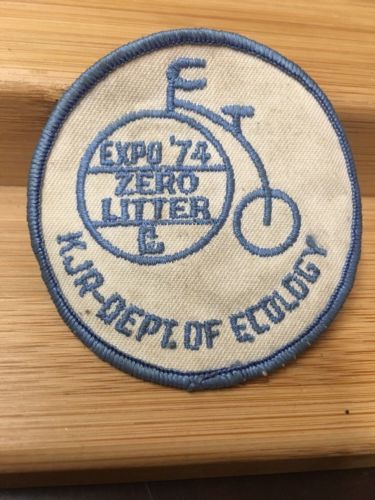 EXPO '74
ZERO
LITTER
KJR-DEPT. OF ECOLOGY